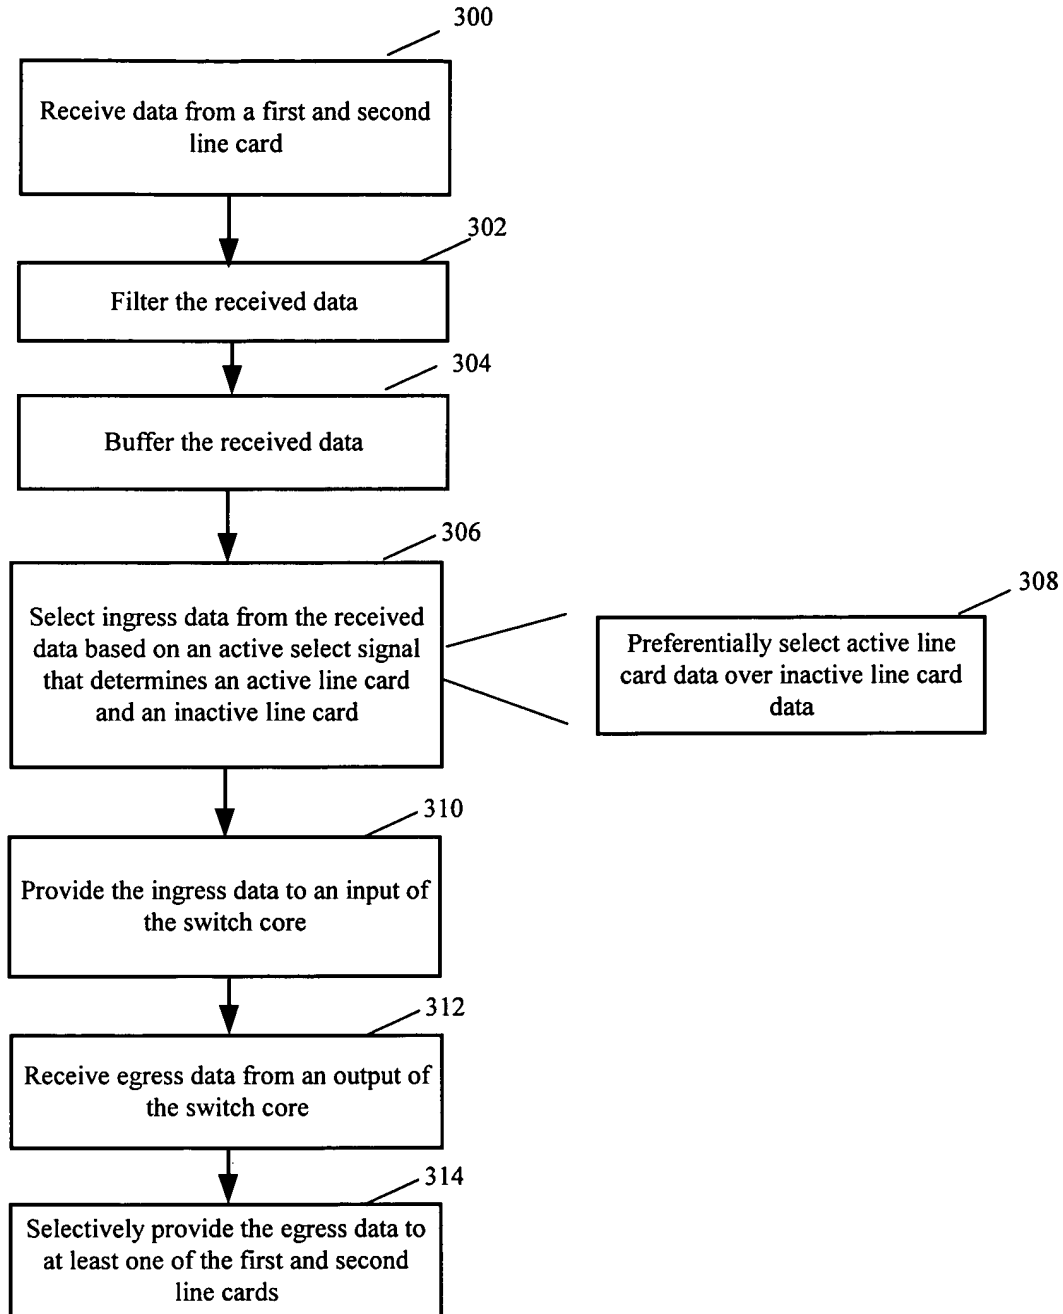 300
Receive data from a first and second
line card
302
Filter the received data
304
Buffer the received data
306
Select ingress data from the received
data based on an active select signal
that determines an active line card
and an inactive line card
308
Preferentially select active line
card data over inactive line card
data
310
Provide the ingress data to an input of
the switch core
312
Receive egress data from an output of
the switch core
314
Selectively provide the egress data to
at least one of the first and second
line cards